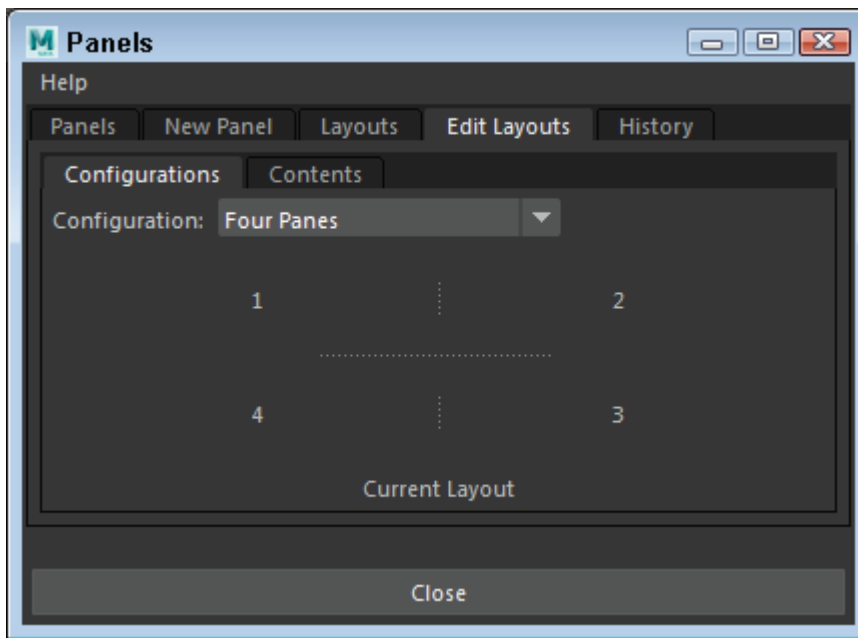 Panels
Help
Panels New Panel Layouts Edit Layouts History
Configurations Contents
Configuration: Four Panes
1 2
4 3
Current Layout
Close